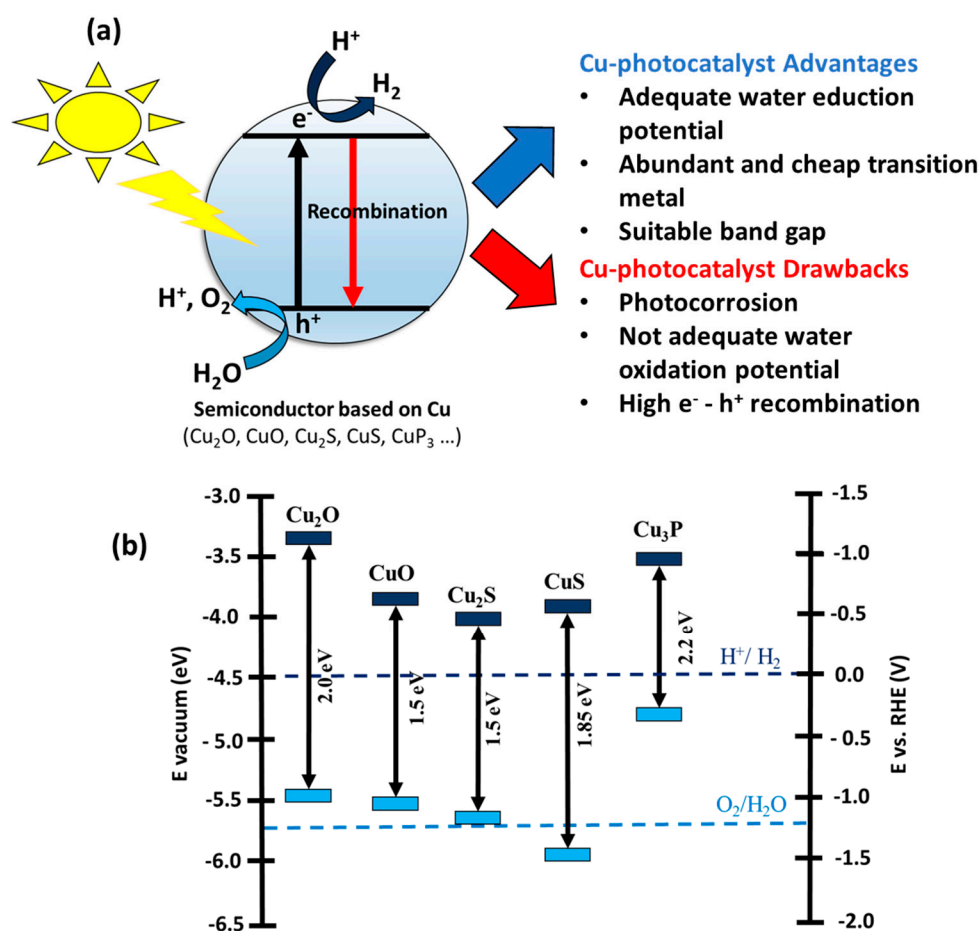 (a)
H⁺
H₂
e⁻
Recombination
H⁺, O₂
h⁺
H₂O
Semiconductor based on Cu
(Cu₂O, CuO, Cu₂S, CuS, CuP₃ ...)
Cu-photocatalyst Advantages
• Adequate water eduction
potential
• Abundant and cheap transition
metal
• Suitable band gap
Cu-photocatalyst Drawbacks
• Photocorrosion
• Not adequate water
oxidation potential
• High e⁻ - h⁺ recombination
(b)
E vacuum (eV)
-3.0
-3.5
-4.0
-4.5
- 5.0
-5.5
-6.0
-6.5
Cu₂O
2.0 eV
CuO
1.5 eV
Cu₂S
1.5 eV
CuS
1.85 eV
Cu₃P
2.2 eV
H⁺/ H₂
O₂/H₂O
-1.5
-1.0
-0.5
0.0
- 0.5
-1.0
-1.5
-2.0
E vs. RHE (V)